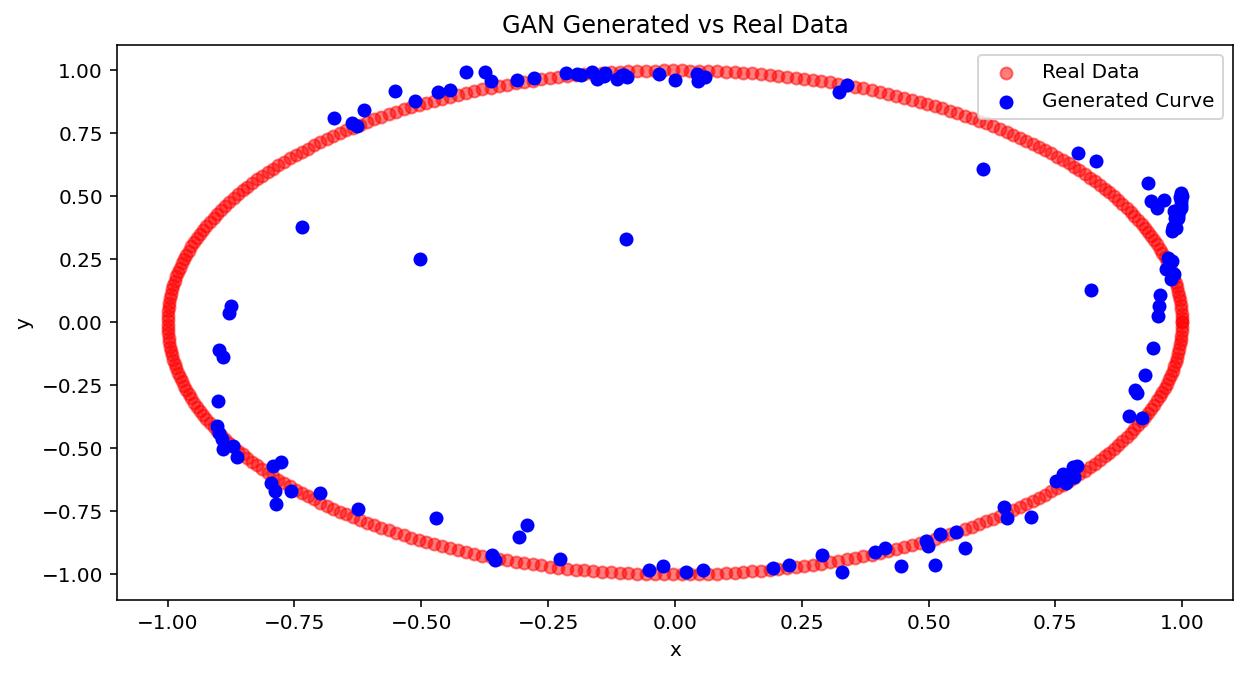 GAN Generated vs Real Data
Real Data
Generated Curve
1.00
0.75
0.50
0.25
0.00
−0.25
−0.50
−0.75
−1.00
y
−1.00 −0.75 −0.50 −0.25 0.00 0.25 0.50 0.75 1.00
x